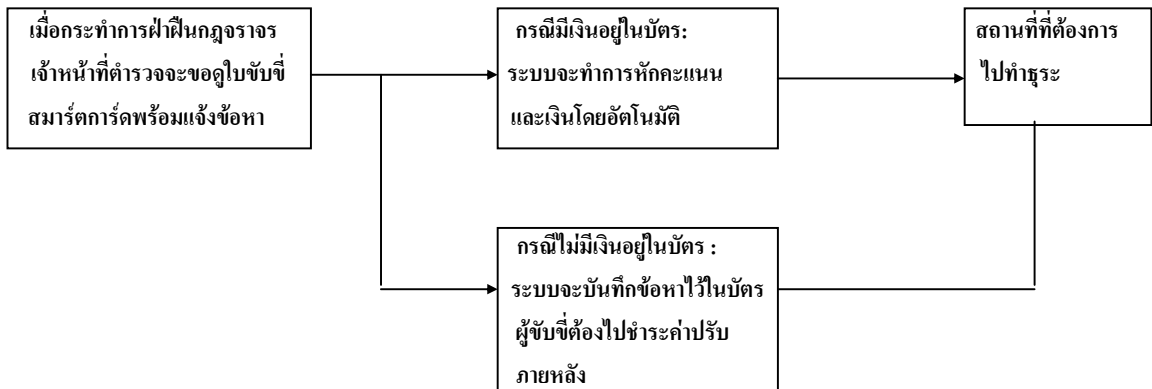 เมื่อกระทำการฝ่าฝืนกฎจราจร
เจ้าหน้าที่ตำรวจจะขอดูใบขับขี่
สมาร์ตการ์ดพร้อมแจ้งข้อหา
กรณีมีเงินอยู่ในบัตร:
ระบบจะทำการหักคะแนน
และเงินโดยอัตโนมัติ
สถานที่ที่ต้องการ
ไปทำธุระ
กรณีไม่มีเงินอยู่ในบัตร :
ระบบจะบันทึกข้อหาไว้ในบัตร
ผู้ขับขี่ต้องไปชำระค่าปรับ
ภายหลัง